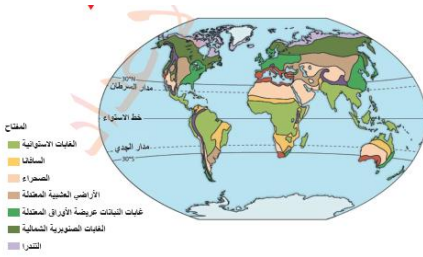 30°N
مدار السرطان
خط الاستواء
مدار الجدي
30°S
المفتاح
الغابات الاستوائية
السافانا
الصحراء
الأراضي العشبية المعتدلة
غابات النباتات عريضة الأوراق المعتدلة
الغابات الصنوبرية الشمالية
التندرا